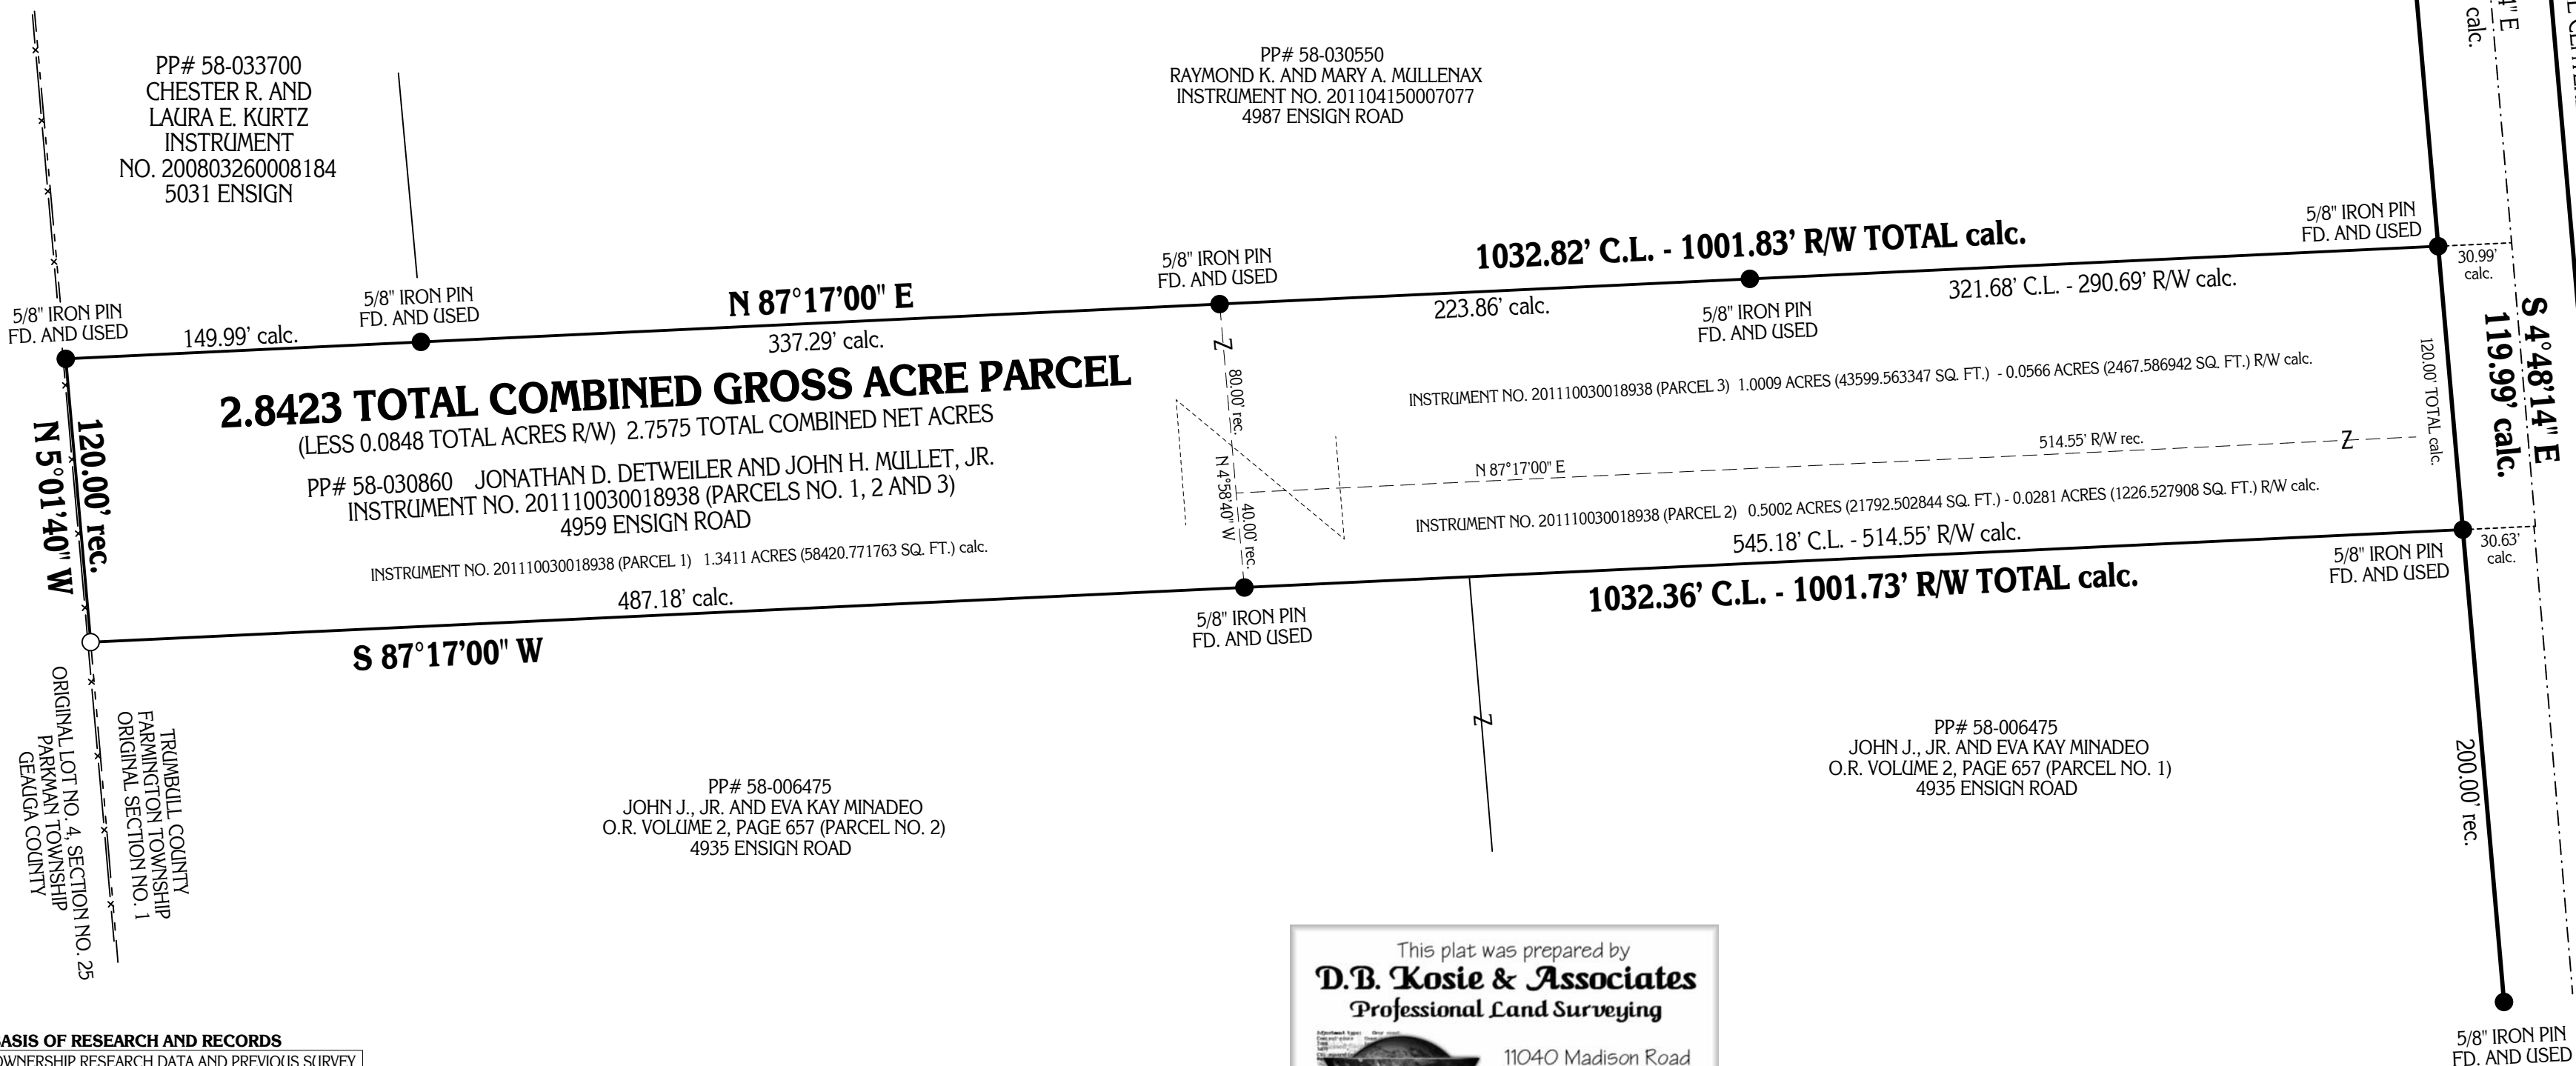 PP# 58-033700
CHESTER R. AND
LAURA E. KURTZ
INSTRUMENT
NO. 200803260008184
5031 ENSIGN
PP# 58-030550
RAYMOND K. AND MARY A. MULLENAX
INSTRUMENT NO. 201104150007077
4987 ENSIGN ROAD
calc.
5/8" IRON PIN
FD. AND USED
149.99' calc.
5/8" IRON PIN
FD. AND USED
N 87°17'00" E
337.29' calc.
5/8" IRON PIN
FD. AND USED
1032.82' C.L. - 1001.83' R/W TOTAL calc.
223.86' calc.
5/8" IRON PIN
FD. AND USED
321.68' C.L. - 290.69' R/W calc.
5/8" IRON PIN
FD. AND USED
30.99'
calc.
S 4°48'14" E
119.99' calc.
120.00' TOTAL calc.
2.8423 TOTAL COMBINED GROSS ACRE PARCEL
(LESS 0.0848 TOTAL ACRES R/W) 2.7575 TOTAL COMBINED NET ACRES
PP# 58-030860 JONATHAN D. DETWEILER AND JOHN H. MULLET, JR.
INSTRUMENT NO. 201110030018938 (PARCELS NO. 1, 2 AND 3)
4959 ENSIGN ROAD
INSTRUMENT NO. 201110030018938 (PARCEL 1) 1.3411 ACRES (58420.771763 SQ. FT.) calc.
487.18' calc.
120.00' rec.
N 5°01'40" W
S 87°17'00" W
Z
80.00' rec.
N 4°58'40" W
40.00' rec.
INSTRUMENT NO. 201110030018938 (PARCEL 3) 1.0009 ACRES (43599.563347 SQ. FT.) - 0.0566 ACRES (2467.586942 SQ. FT.) R/W calc.
N 87°17'00" E
514.55' R/W rec.
Z
INSTRUMENT NO. 201110030018938 (PARCEL 2) 0.5002 ACRES (21792.502844 SQ. FT.) - 0.0281 ACRES (1226.527908 SQ. FT.) R/W calc.
545.18' C.L. - 514.55' R/W calc.
1032.36' C.L. - 1001.73' R/W TOTAL calc.
5/8" IRON PIN
FD. AND USED
5/8" IRON PIN
FD. AND USED
30.63'
calc.
Z
TRUMBULL COUNTY
FARMINGTON TOWNSHIP
ORIGINAL SECTION NO. 1
ORIGINAL LOT NO. 4, SECTION NO. 25
PARKMAN TOWNSHIP
GEAUGA COUNTY
PP# 58-006475
JOHN J., JR. AND EVA KAY MINADEO
O.R. VOLUME 2, PAGE 657 (PARCEL NO. 2)
4935 ENSIGN ROAD
PP# 58-006475
JOHN J., JR. AND EVA KAY MINADEO
O.R. VOLUME 2, PAGE 657 (PARCEL NO. 1)
4935 ENSIGN ROAD
200.00' rec.
5/8" IRON PIN
FD. AND USED
This plat was prepared by
D.B. Kosie & Associates
Professional Land Surveying
11040 Madison Road
OF RESEARCH AND RECORDS
OWNERSHIP RESEARCH DATA AND PREVIOUS SURVEY